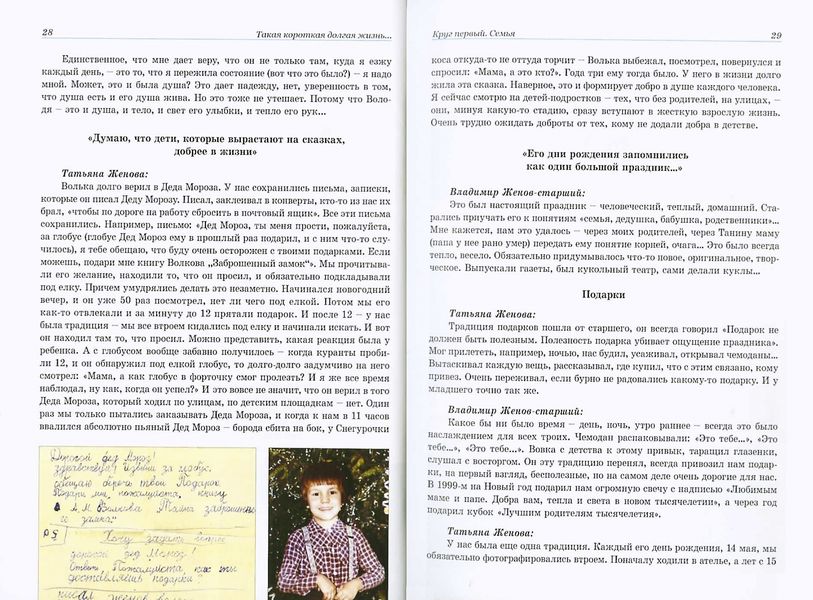 28
Такая короткая долгая жизнь...
Единственное, что мне дает веру, что он не только там, куда я езжу
каждый день, – это то, что я пережила состояние (вот что это было?) – я надо
мной. Может, это и была душа? Это дает надежду, нет, уверенность в том,
что душа есть и его душа жива. Но это тоже не утешает. Потому что Воло-
дя – это и душа, и тело, и свет его улыбки, и тепло его рук...
«Думаю, что дети, которые вырастают на сказках,
добрее в жизни»
Татьяна Женова:
Волька долго верил в Деда Мороза. У нас сохранились письма, записки,
которые он писал Деду Морозу. Писал, заклеивал в конверты, кто-то из нас их
брал, «чтобы по дороге на работу сбросить в почтовый ящик». Все эти письма
сохранились. Например, письмо: «Дед Мороз, ты меня прости, пожалуйста,
за глобус (глобус Дед Мороз ему в прошлый раз подарил, и с ним что-то слу-
чилось), я тебе обещаю, что буду очень осторожен с твоими подарками. Если
можешь, подари мне книгу Волкова „Заброшенный замок“». Мы прочитыва-
ли его желание, находили то, что он просил, и обязательно подкладывали
под елку. Причем умудрялись делать это незаметно. Начинался новогодний
вечер, и он уже 50 раз посмотрел, нет ли чего под елкой. Потом мы его
как-то отвлекали и за минуту до 12 прятали подарок. И после 12 – у нас
была традиция – мы все втроем кидались под елку и начинали искать. И вот
он находил там то, что просил. Можно представить, какая реакция была у
ребенка. А с глобусом вообще забавно получилось – когда куранты проби-
ли 12, и он обнаружил под елкой глобус, то долго-долго задумчиво на него
смотрел: «Мама, а как глобус в форточку смог пролезть? И я же все время
наблюдал, ну как, когда он успел?» И это вовсе не значит, что он верил в того
Деда Мороза, который ходил по улицам, по детским площадкам – нет. Один
раз мы только пытались заказывать Деда Мороза, и когда к нам в 11 часов
ввалился абсолютно пьяный Дед Мороз – борода сбита на бок, у Снегурочки
Дорогой дед Мороз!
здравствуй! извини за глобус.
обещаю беречь твои Подарок.
Подари мне, пожалуйста, книгу
А. М. Волкова "Тайна заброшенно-
го замка."
P S
Хочу задать вопрос
дорогой дед Мороз!
Ответь, Пожалуйста, как ты
доставляешь подарки?
писал Женов
Круг первый. Семья
29
коса откуда-то не оттуда торчит – Волька выбежал, посмотрел, повернулся и
спросил: «Мама, а это кто?». Года три ему тогда было. У него в жизни долго
жила эта сказка. Наверное, это и формирует добро в душе каждого человека.
Я сейчас смотрю на детей-подростков – тех, что без родителей, на улицах, –
они, минуя какую-то стадию, сразу вступают в жесткую взрослую жизнь.
Очень трудно ожидать доброты от тех, кому не додали добра в детстве.
«Его дни рождения запомнились
как один большой праздник...»
Владимир Женов-старший:
Это был настоящий праздник – человеческий, теплый, домашний. Ста-
рались приучать его к понятиям «семья, дедушка, бабушка, родственники»...
Мне кажется, нам это удалось – через моих родителей, через Танину маму
(папа у нее рано умер) передать ему понятие корней, очага... Это было всегда
тепло, весело. Обязательно придумывалось что-то новое, оригинальное, твор-
ческое. Выпускали газеты, был кукольный театр, сами делали куклы...
Подарки
Татьяна Женова:
Традиция подарков пошла от старшего, он всегда говорил «Подарок не
должен быть полезным. Полезность подарка убивает ощущение праздника».
Мог прилететь, например, ночью, нас будил, усаживал, открывал чемоданы...
Вытаскивал каждую вещь, рассказывал, где купил, что с этим связано, кому
привез. Очень переживал, если бурно не радовались какому-то подарку. И у
младшего точно так же.
Владимир Женов-старший:
Какое бы ни было время – день, ночь, утро раннее – всегда это было
наслаждением для всех троих. Чемодан распаковывали: «Это тебе...», «Это
тебе...», «Это тебе...». Вовка с детства к этому привык, таращил глазенки,
слушал с восторгом. Он эту традицию перенял, всегда привозил нам подар-
ки, на первый взгляд, бесполезные, но на самом деле очень дорогие для нас.
В 1999-м на Новый год подарил нам огромную свечу с надписью «Любимым
маме и папе. Добра вам, тепла и света в новом тысячелетии», а через год
подарил кубок «Лучшим родителям тысячелетия».
Татьяна Женова:
У нас была еще одна традиция. Каждый его день рождения, 14 мая, мы
обязательно фотографировались втроем. Поначалу ходили в ателье, а лет с 15